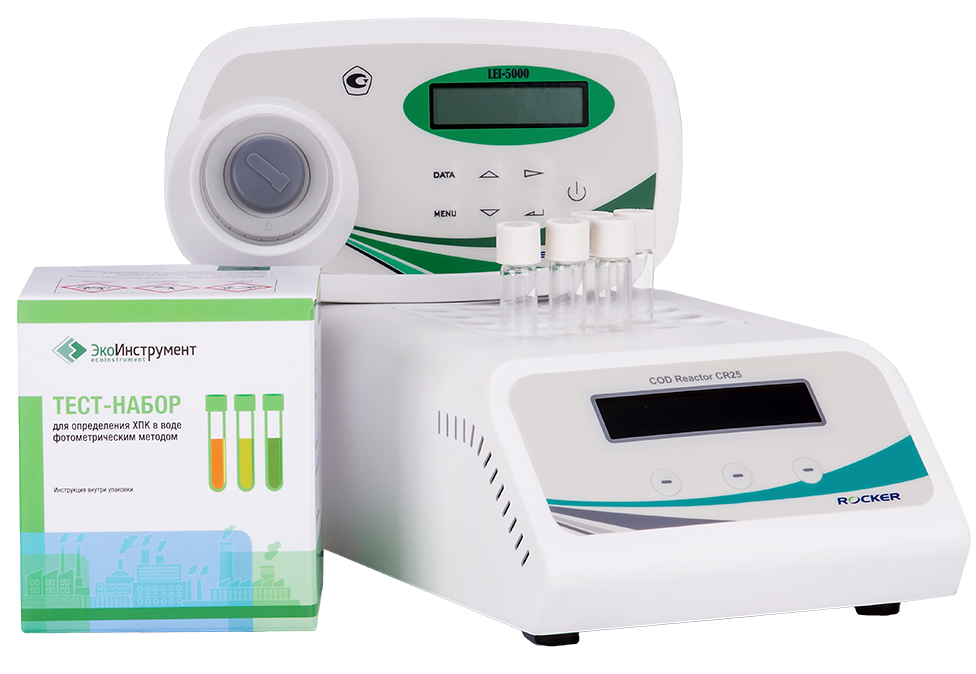 LEI-5000
DATA
MENU
ЭкоИнструмент
ecoinstrument
ТЕСТ-НАБОР
для определения ХПК в воде
фотометрическим методом
Инструкция внутри упаковки
COD Reactor CR25
ROCKER